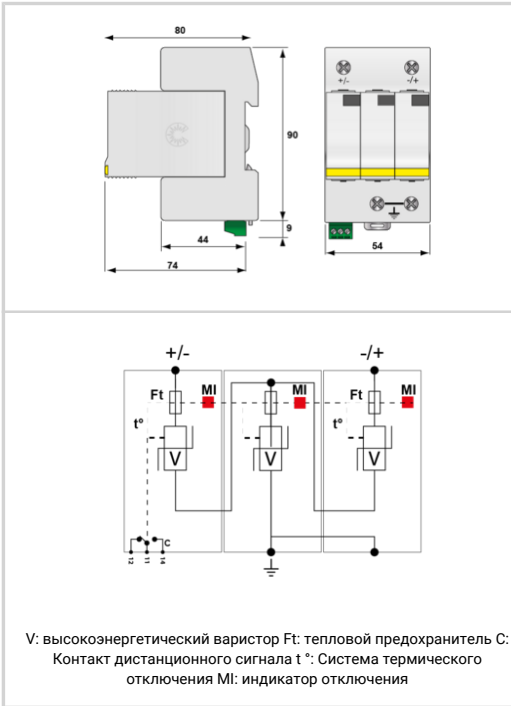 80
+/-
-/+
90
9
44
74
54
+/-
-/+
Ft
MI
MI
Ft
MI
t°
t°
V
V
V
C
12
11
14
V: высокоэнергетический варистор Ft: тепловой предохранитель C:
Контакт дистанционного сигнала t °: Система термического
отключения MI: индикатор отключения